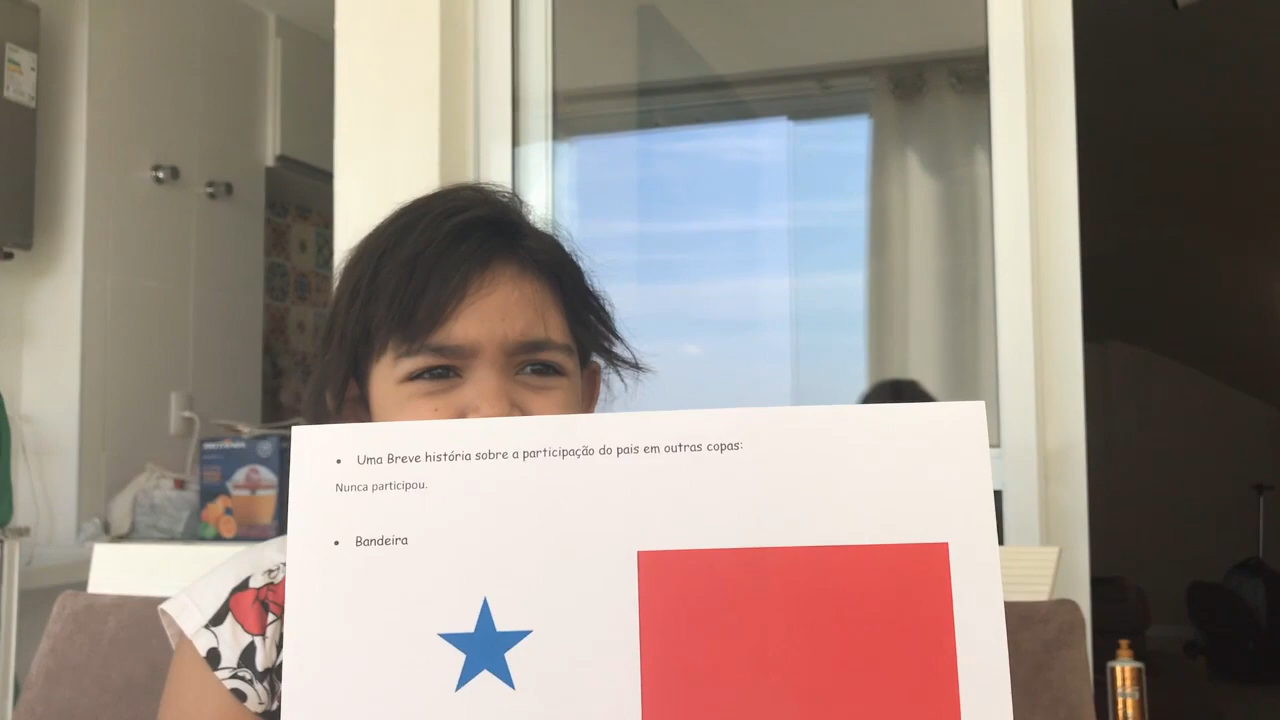 • Uma Breve história sobre a participação do pais em outras copas:
Nunca participou.
• Bandeira